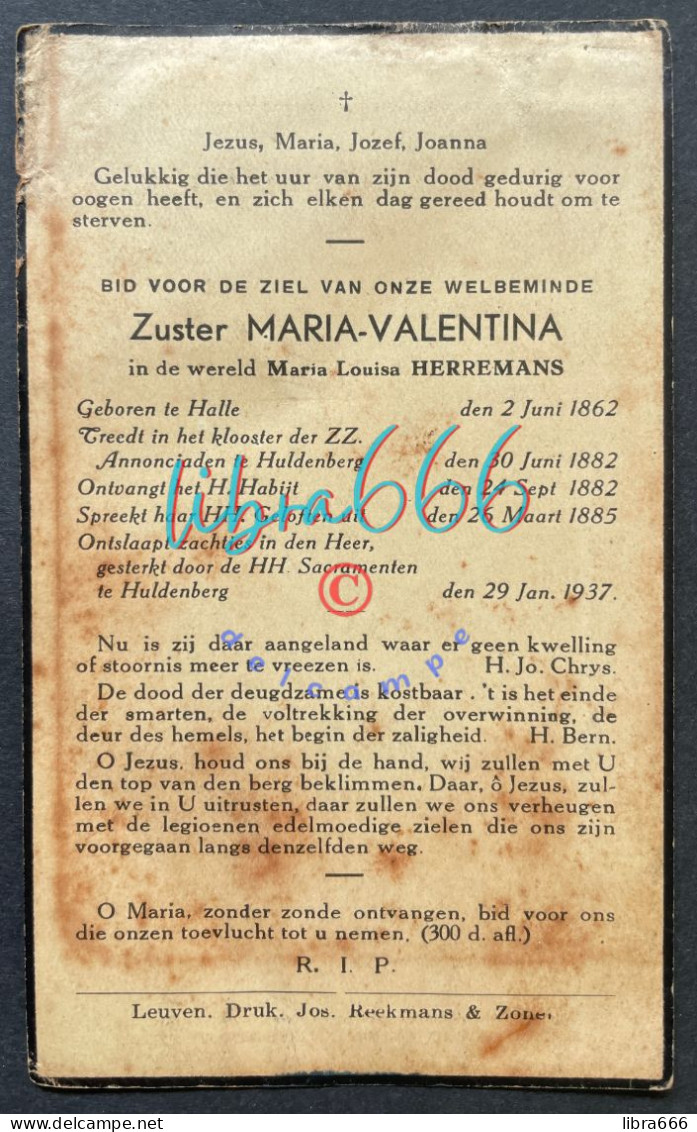 †
Jezus, Maria, Jozef, Joanna
Gelukkig die het uur van zijn dood gedurig voor
oogen heeft, en zich elken dag gereed houdt om te
sterven.
BID VOOR DE ZIEL VAN ONZE WELBEMINDE
Zuster MARIA-VALENTINA
in de wereld Maria Louisa HERREMANS
Geboren te Halle den 2 Juni 1862
Treedt in het klooster der ZZ.
Annonciaden te Huldenberg den 30 Juni 1882
Ontvangt het H. Habijt den 24 Sept 1882
Spreekt haar HH. Geloften uit den 26 Maart 1885
Ontslaapt zachtjes in den Heer,
gesterkt door de HH. Sacramenten
te Huldenberg den 29 Jan. 1937.
libra666
©
delcampe
Nu is zij daar aangeland waar er geen kwelling
of stoornis meer te vreezen is. H. Jo. Chrys.
De dood der deugdzame is kostbaar . 't is het einde
der smarten, de voltrekking der overwinning, de
deur des hemels, het begin der zaligheid. H. Bern.
O Jezus, houd ons bij de hand, wij zullen met U
den top van den berg beklimmen. Daar, ô Jezus, zul-
len we in U uitrusten, daar zullen we ons verheugen
met de legioenen edelmoedige zielen die ons zijn
voorgegaan langs denzelfden weg.
O Maria, zonder zonde ontvangen, bid voor ons
die onzen toevlucht tot u nemen. (300 d. afl.)
R. I. P.
Leuven. Druk. Jos. Reekmans & Zonen
delcampe.net
libra666